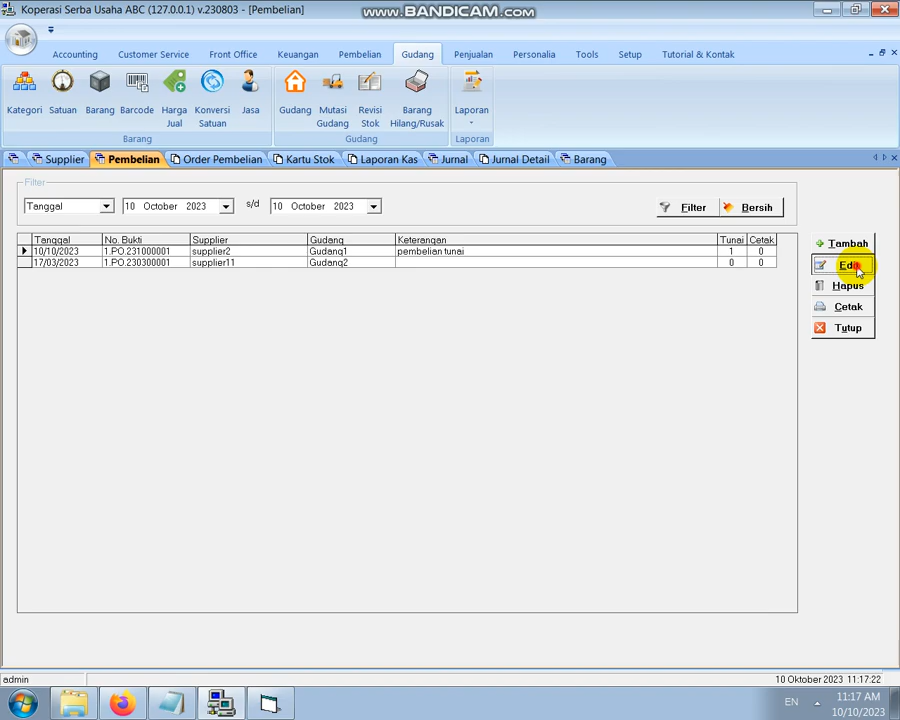 Koperasi Serba Usaha ABC (127.0.0.1) v.230803 - [Pembelian]
www.BANDICAM.com
Accounting Customer Service Front Office Keuangan Pembelian Gudang Penjualan Personalia Tools Setup Tutorial & Kontak
Kategori Satuan Barang Barcode Harga Jual Konversi Satuan Jasa Gudang Mutasi Gudang Revisi Stok Barang Hilang/Rusak Laporan
Barang Gudang Laporan
Supplier Pembelian Order Pembelian Kartu Stok Laporan Kas Jurnal Jurnal Detail Barang
Filter
Tanggal 10 October 2023 s/d 10 October 2023 Filter Bersih
Tanggal No. Bukti Supplier Gudang Keterangan Tunai Cetak
10/10/2023 1.PO.231000001 supplier2 Gudang1 pembelian tunai 1 0
17/03/2023 1.PO.230300001 supplier11 Gudang2 0 0
Tambah
Edit
Hapus
Cetak
Tutup
admin 10 Oktober 2023 11:17:22
EN 11:17 AM
10/10/2023